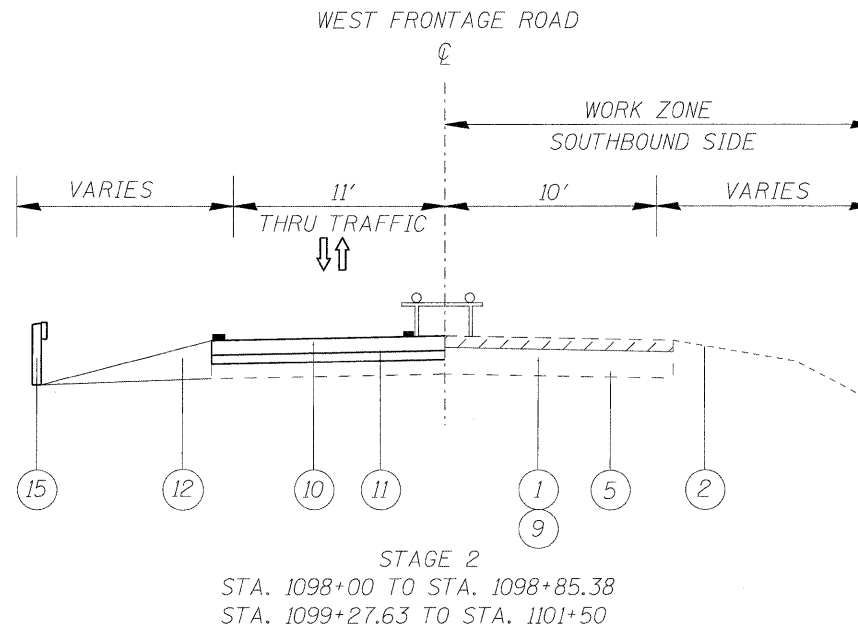 WEST FRONTAGE ROAD
℄
WORK ZONE
SOUTHBOUND SIDE
VARIES
11'
10'
VARIES
THRU TRAFFIC
15
12
10
11
1
5
2
9
STAGE 2
STA. 1098+00 TO STA. 1098+85.38
STA. 1099+27.63 TO STA. 1101+50